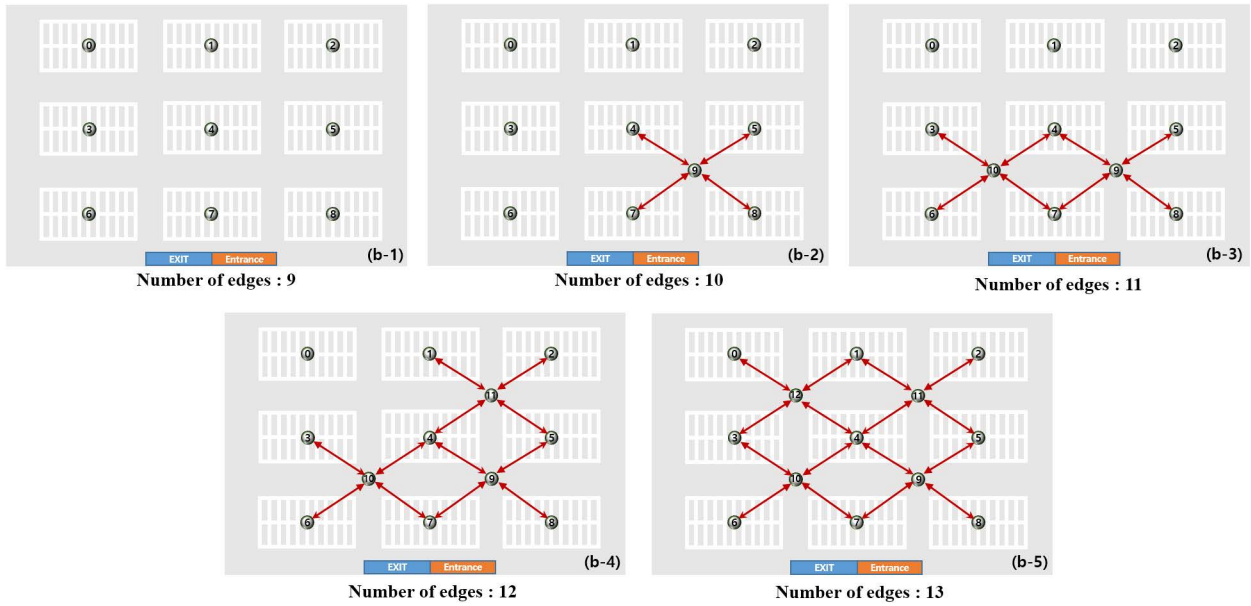 0 1 2
3 4 5
6 7 8
EXIT Entrance
(b-1)
Number of edges : 9
0 1 2
3 4 5
9
6 7 8
EXIT Entrance
(b-2)
Number of edges : 10
0 1 2
3 4 5
10 9
6 7 8
EXIT Entrance
(b-3)
Number of edges : 11
0 1 2
11
3 4 5
10 9
6 7 8
EXIT Entrance
(b-4)
Number of edges : 12
0 1 2
12 11
3 4 5
10 9
6 7 8
EXIT Entrance
(b-5)
Number of edges : 13